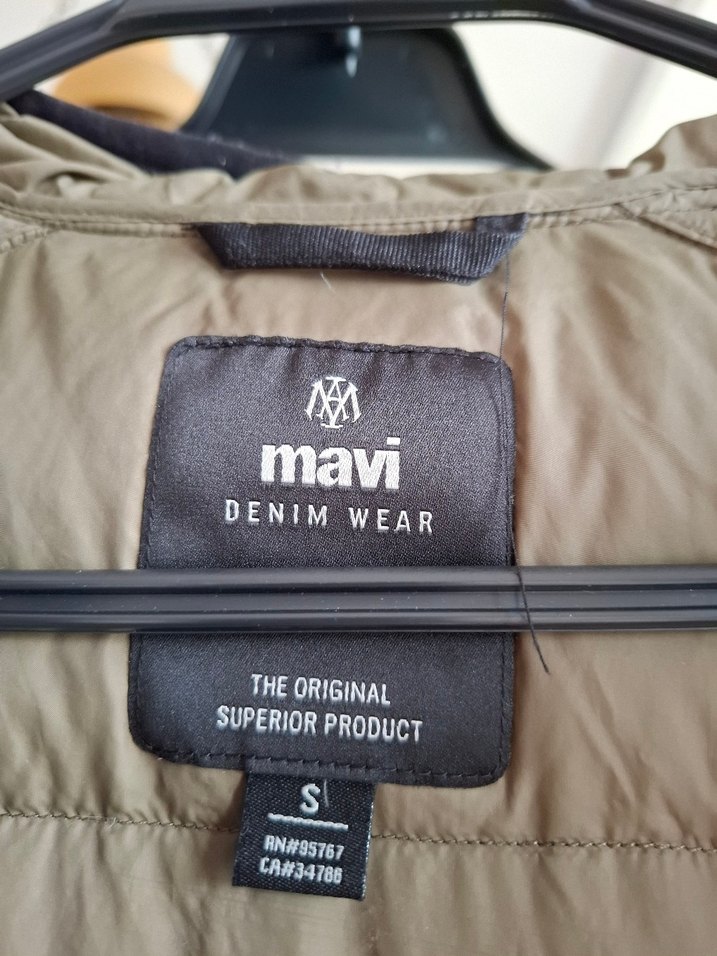 mavi
DENIM WEAR
THE ORIGINAL
SUPERIOR PRODUCT
S
RN#95767
CA#34786